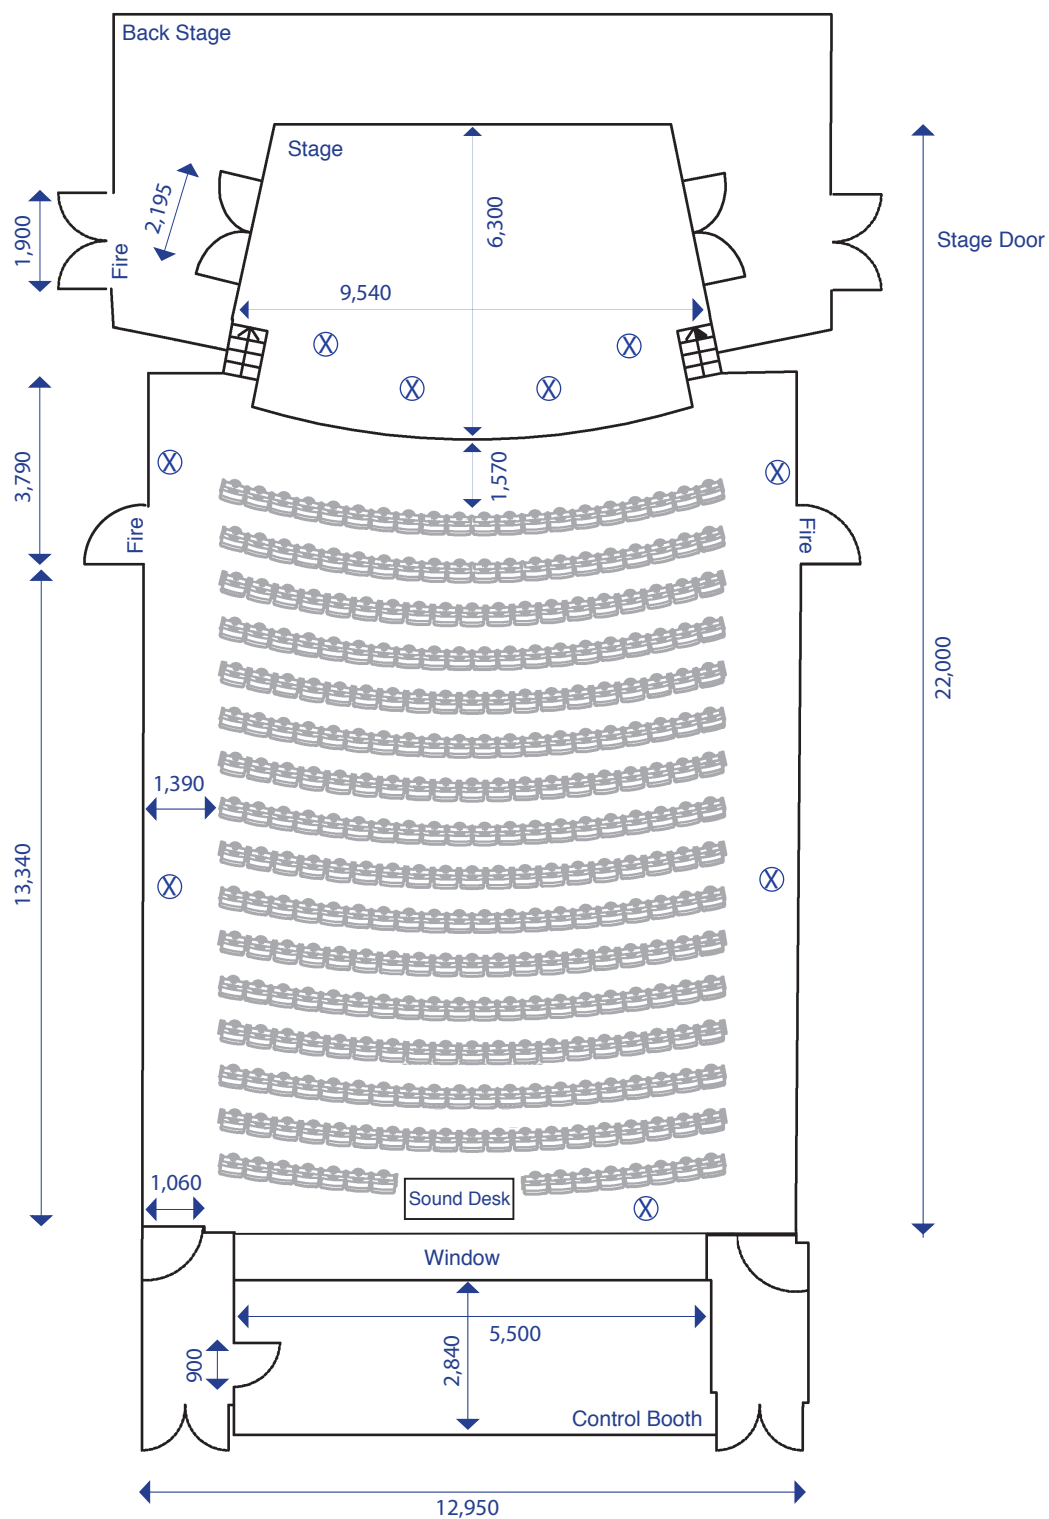 Back Stage
Stage
2,195
1,900
Fire
6,300
Stage Door
9,540
X
X
X
X
3,790
1,570
X
X
Fire
Fire
22,000
1,390
13,340
X
X
1,060
Sound Desk
X
Window
5,500
2,840
900
Control Booth
12,950